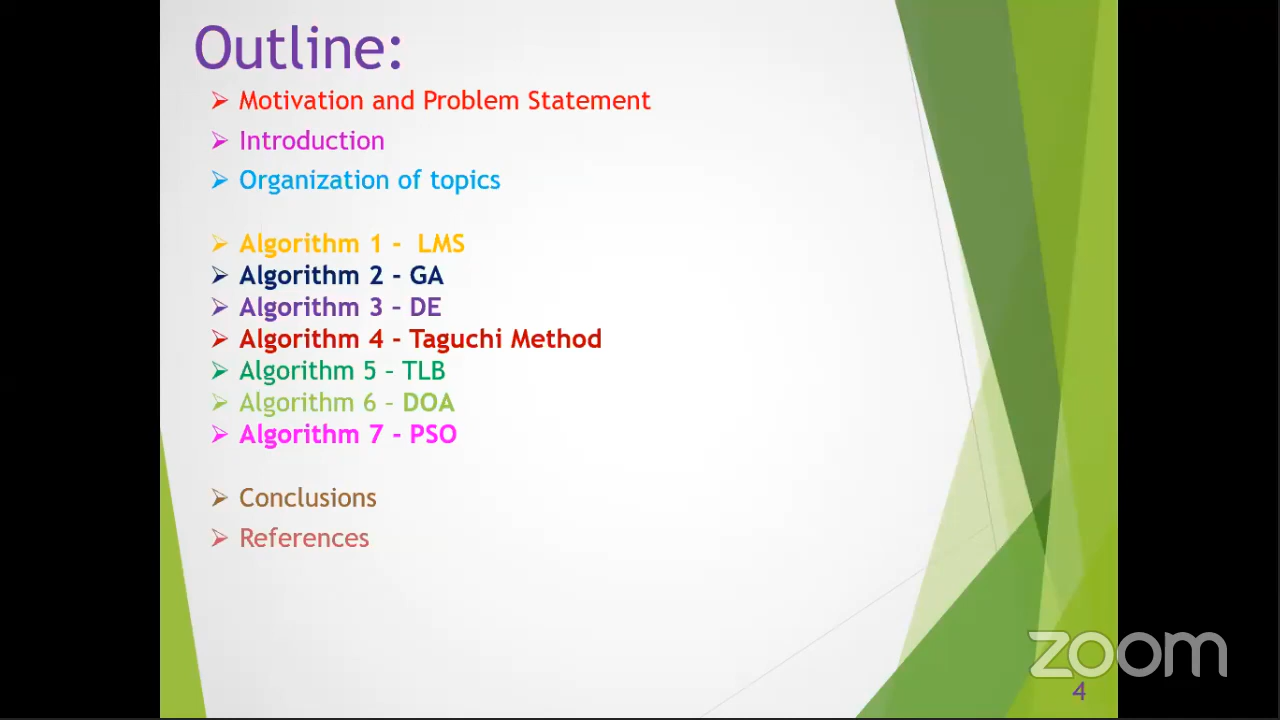 Outline:
Motivation and Problem Statement
Introduction
Organization of topics
Algorithm 1 - LMS
Algorithm 2 - GA
Algorithm 3 – DE
Algorithm 4 - Taguchi Method
Algorithm 5 – TLB
Algorithm 6 – DOA
Algorithm 7 - PSO
Conclusions
References
zoom
4